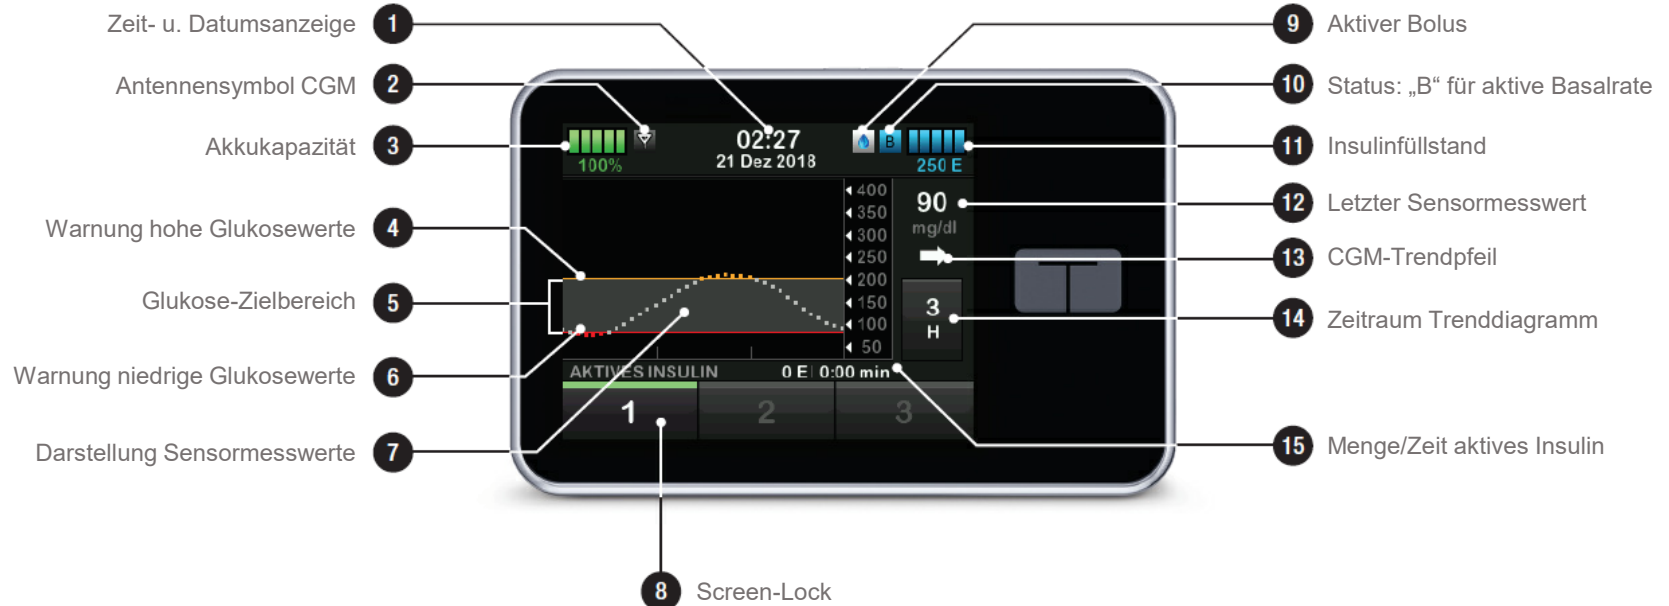 Zeit- u. Datumsanzeige 1
Antennensymbol CGM 2
Akkukapazität 3
Warnung hohe Glukosewerte 4
Glukose-Zielbereich 5
Warnung niedrige Glukosewerte 6
Darstellung Sensormesswerte 7
100%
02:27
21 Dez 2018
B
250 E
400
350
300
250
200
150
100
50
90
mg/dl
3
H
AKTIVES INSULIN 0 E| 0:00 min
1 2 3
9 Aktiver Bolus
10 Status: „B“ für aktive Basalrate
11 Insulinfüllstand
12 Letzter Sensormesswert
13 CGM-Trendpfeil
14 Zeitraum Trenddiagramm
15 Menge/Zeit aktives Insulin
8 Screen-Lock